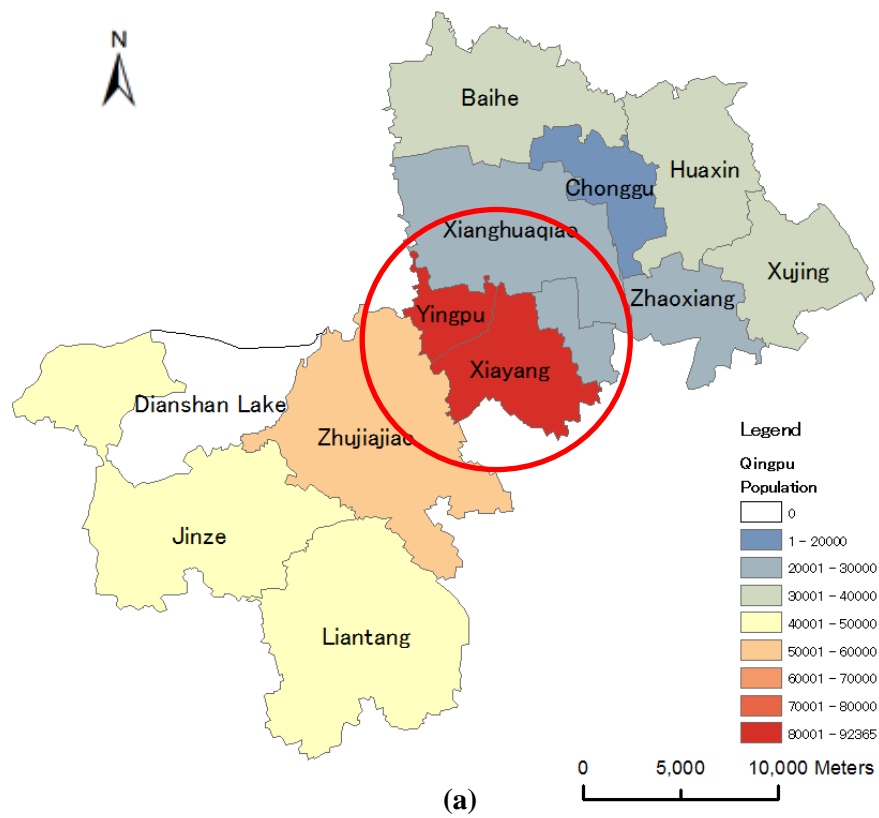 N
Baihe
Huaxin
Chonggu
Xianghuaqiao
Xujing
Zhaoxiang
Yingpu
Xiayang
Dianshan Lake
Zhujiajiao
Jinze
Liantang
Legend
Qingpu
Population
0
1 - 20000
20001 - 30000
30001 - 40000
40001 - 50000
50001 - 60000
60001 - 70000
70001 - 80000
80001 - 92365
0 5,000 10,000 Meters
(a)